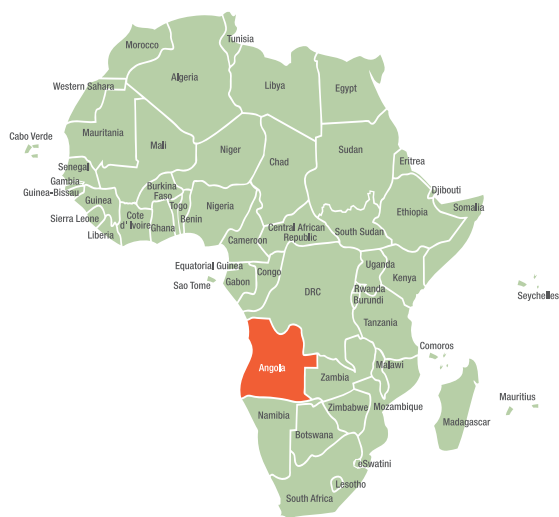 Tunisia
Morocco
Algeria
Libya
Egypt
Western Sahara
Mauritania
Cabo Verde
Mali
Niger
Chad
Sudan
Eritrea
Senegal
Gambia
Guinea-Bissau
Guinea
Burkina
Faso
Djibouti
Somalia
Sierra Leone
Cote
d' Ivoire
Liberia
Ghana
Togo
Benin
Nigeria
Ethiopia
Central African
Republic
South Sudan
Cameroon
Equatorial Guinea
Sao Tome
Gabon
Congo
DRC
Uganda
Kenya
Rwanda
Burundi
Seychelles
Tanzania
Comoros
Angola
Zambia
Malawi
Mauritius
Namibia
Zimbabwe
Mozambique
Madagascar
Botswana
eSwatini
Lesotho
South Africa